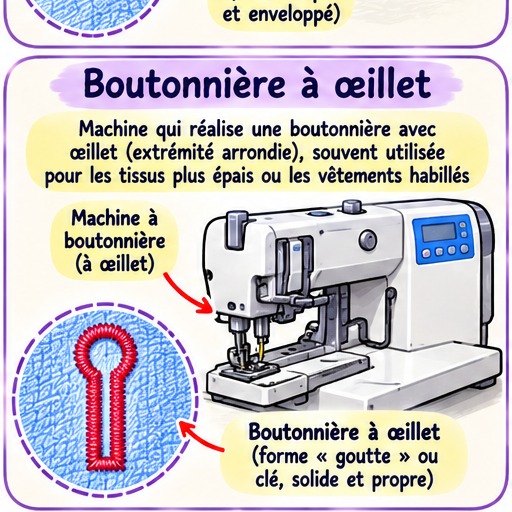 et enveloppé)
Boutonnière à œillet
Machine qui réalise une boutonnière avec
œillet (extrémité arrondie), souvent utilisée
pour les tissus plus épais ou les vêtements habillés
Machine à
boutonnière
(à œillet)
Boutonnière à œillet
(forme « goutte » ou
clé, solide et propre)